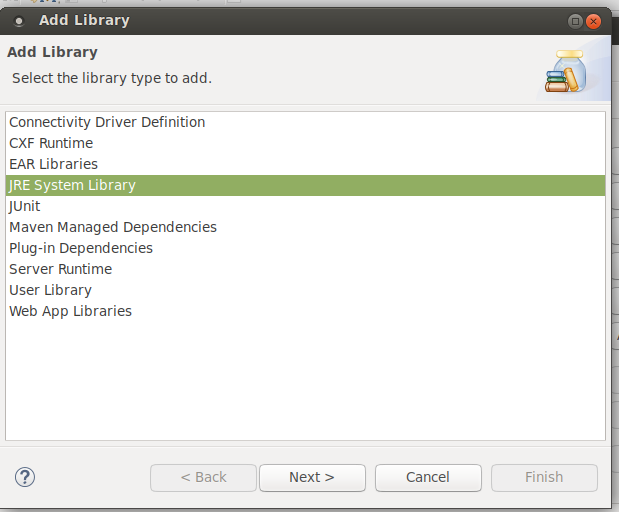 Add Library
Add Library
Select the library type to add.
Connectivity Driver Definition
CXF Runtime
EAR Libraries
JRE System Library
JUnit
Maven Managed Dependencies
Plug-in Dependencies
Server Runtime
User Library
Web App Libraries
? < Back Next > Cancel Finish